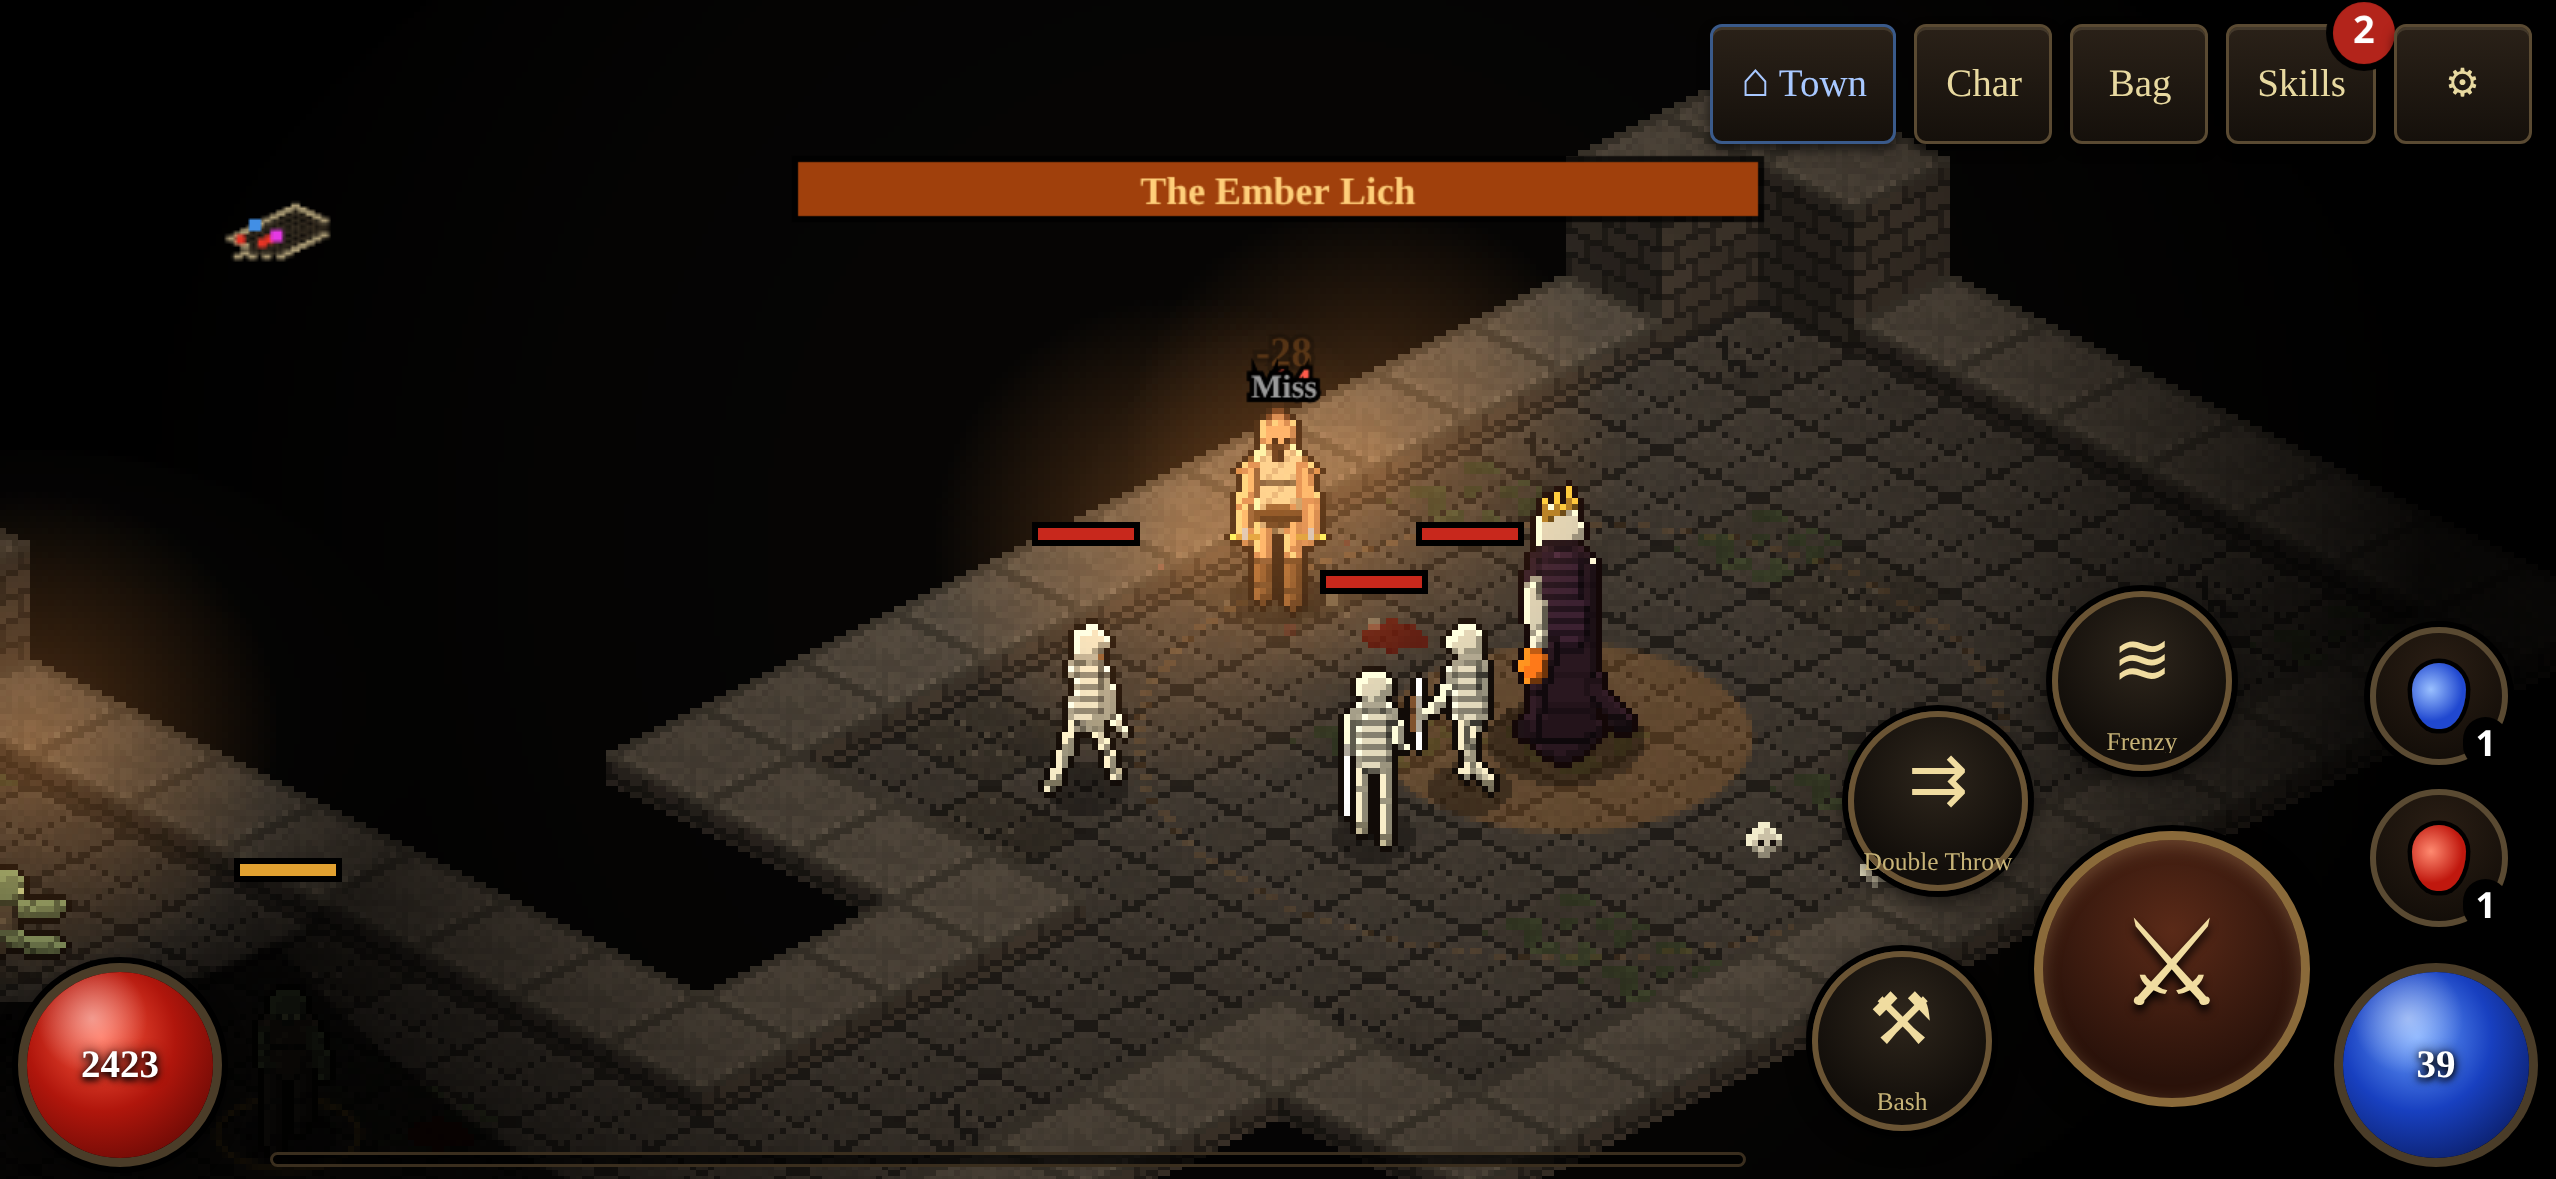 2
⌂ Town
Char
Bag
Skills
The Ember Lich
-28
Miss
Frenzy
1
Double Throw
1
Bash
2423
39